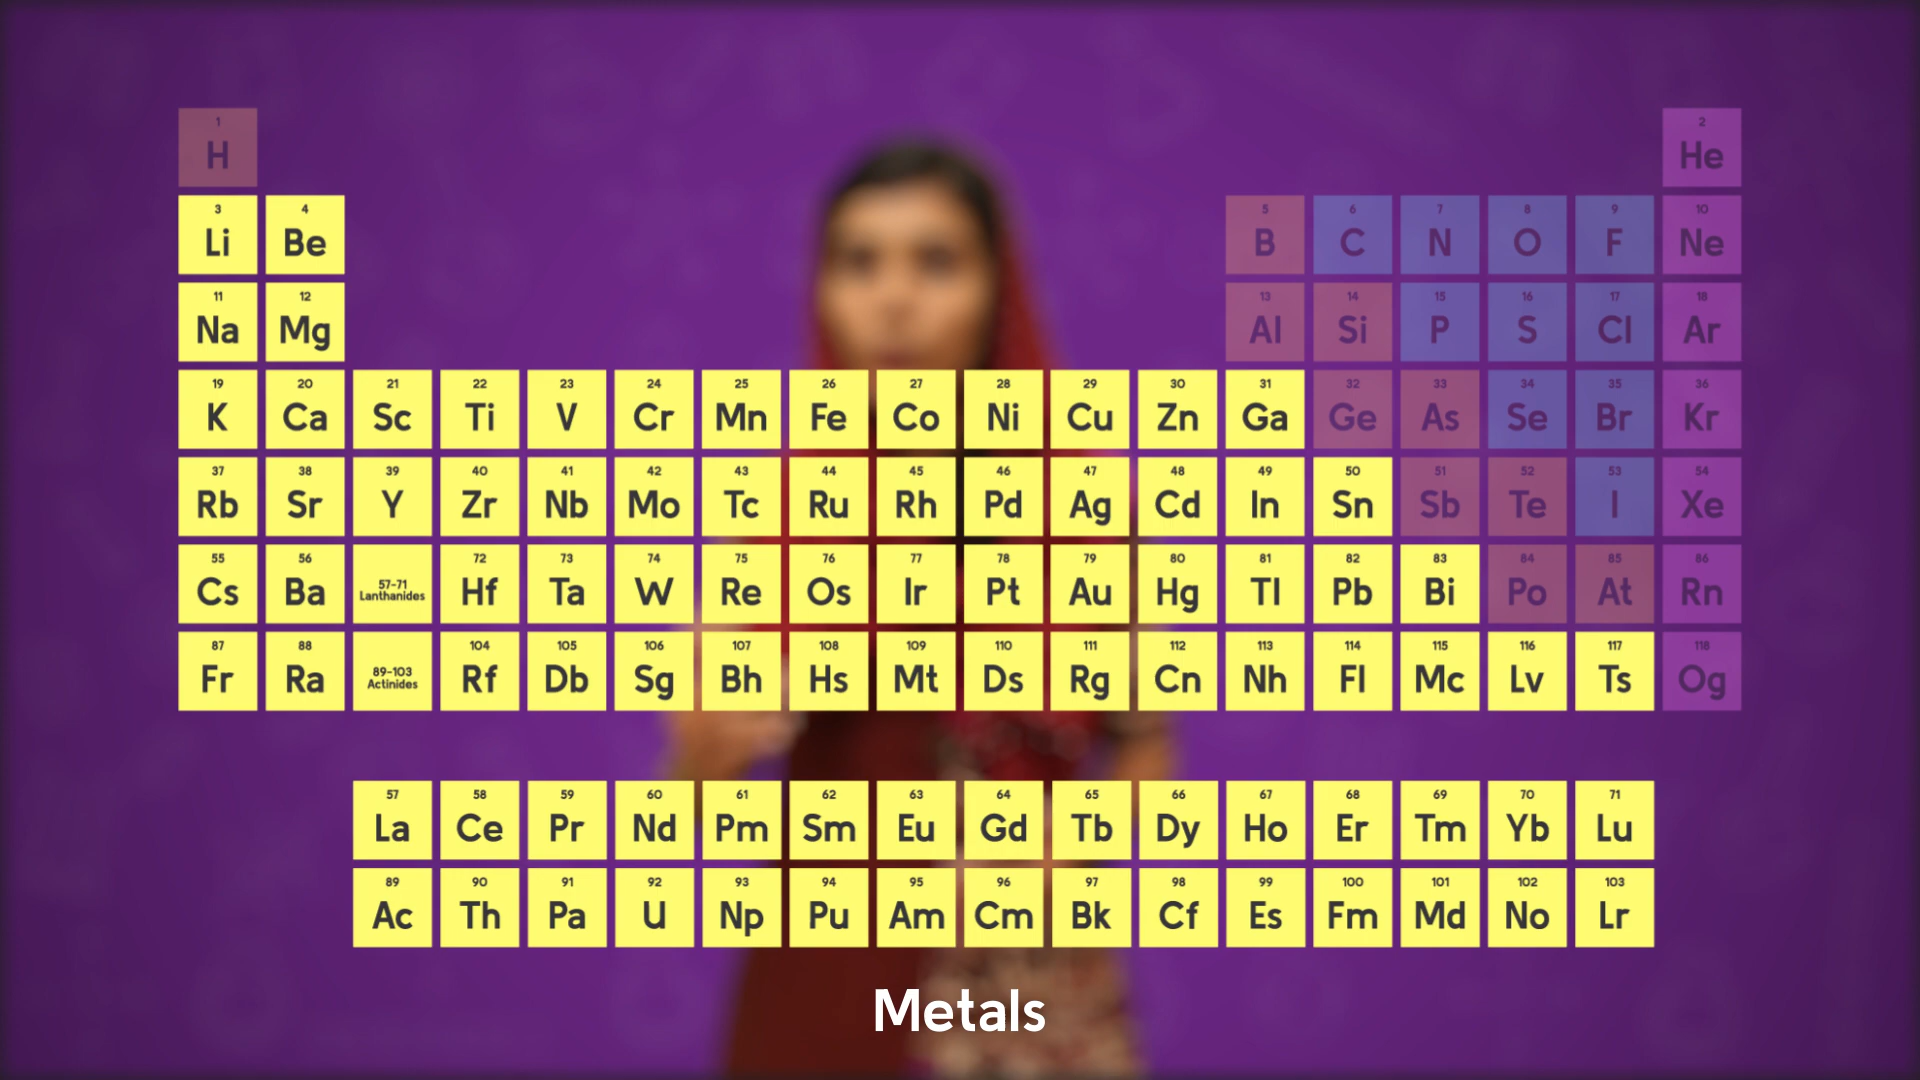 1 2
H He
3 4 5 6 7 8 9 10
Li Be B C N O F Ne
11 12 13 14 15 16 17 18
Na Mg Al Si P S Cl Ar
19 20 21 22 23 24 25 26 27 28 29 30 31 32 33 34 35 36
K Ca Sc Ti V Cr Mn Fe Co Ni Cu Zn Ga Ge As Se Br Kr
37 38 39 40 41 42 43 44 45 46 47 48 49 50 51 52 53 54
Rb Sr Y Zr Nb Mo Tc Ru Rh Pd Ag Cd In Sn Sb Te I Xe
55 56 57-71 72 73 74 75 76 77 78 79 80 81 82 83 84 85 86
Cs Ba Lanthanides Hf Ta W Re Os Ir Pt Au Hg Tl Pb Bi Po At Rn
87 88 89-103 104 105 106 107 108 109 110 111 112 113 114 115 116 117 118
Fr Ra Actinides Rf Db Sg Bh Hs Mt Ds Rg Cn Nh Fl Mc Lv Ts Og
57 58 59 60 61 62 63 64 65 66 67 68 69 70 71
La Ce Pr Nd Pm Sm Eu Gd Tb Dy Ho Er Tm Yb Lu
89 90 91 92 93 94 95 96 97 98 99 100 101 102 103
Ac Th Pa U Np Pu Am Cm Bk Cf Es Fm Md No Lr
Metals